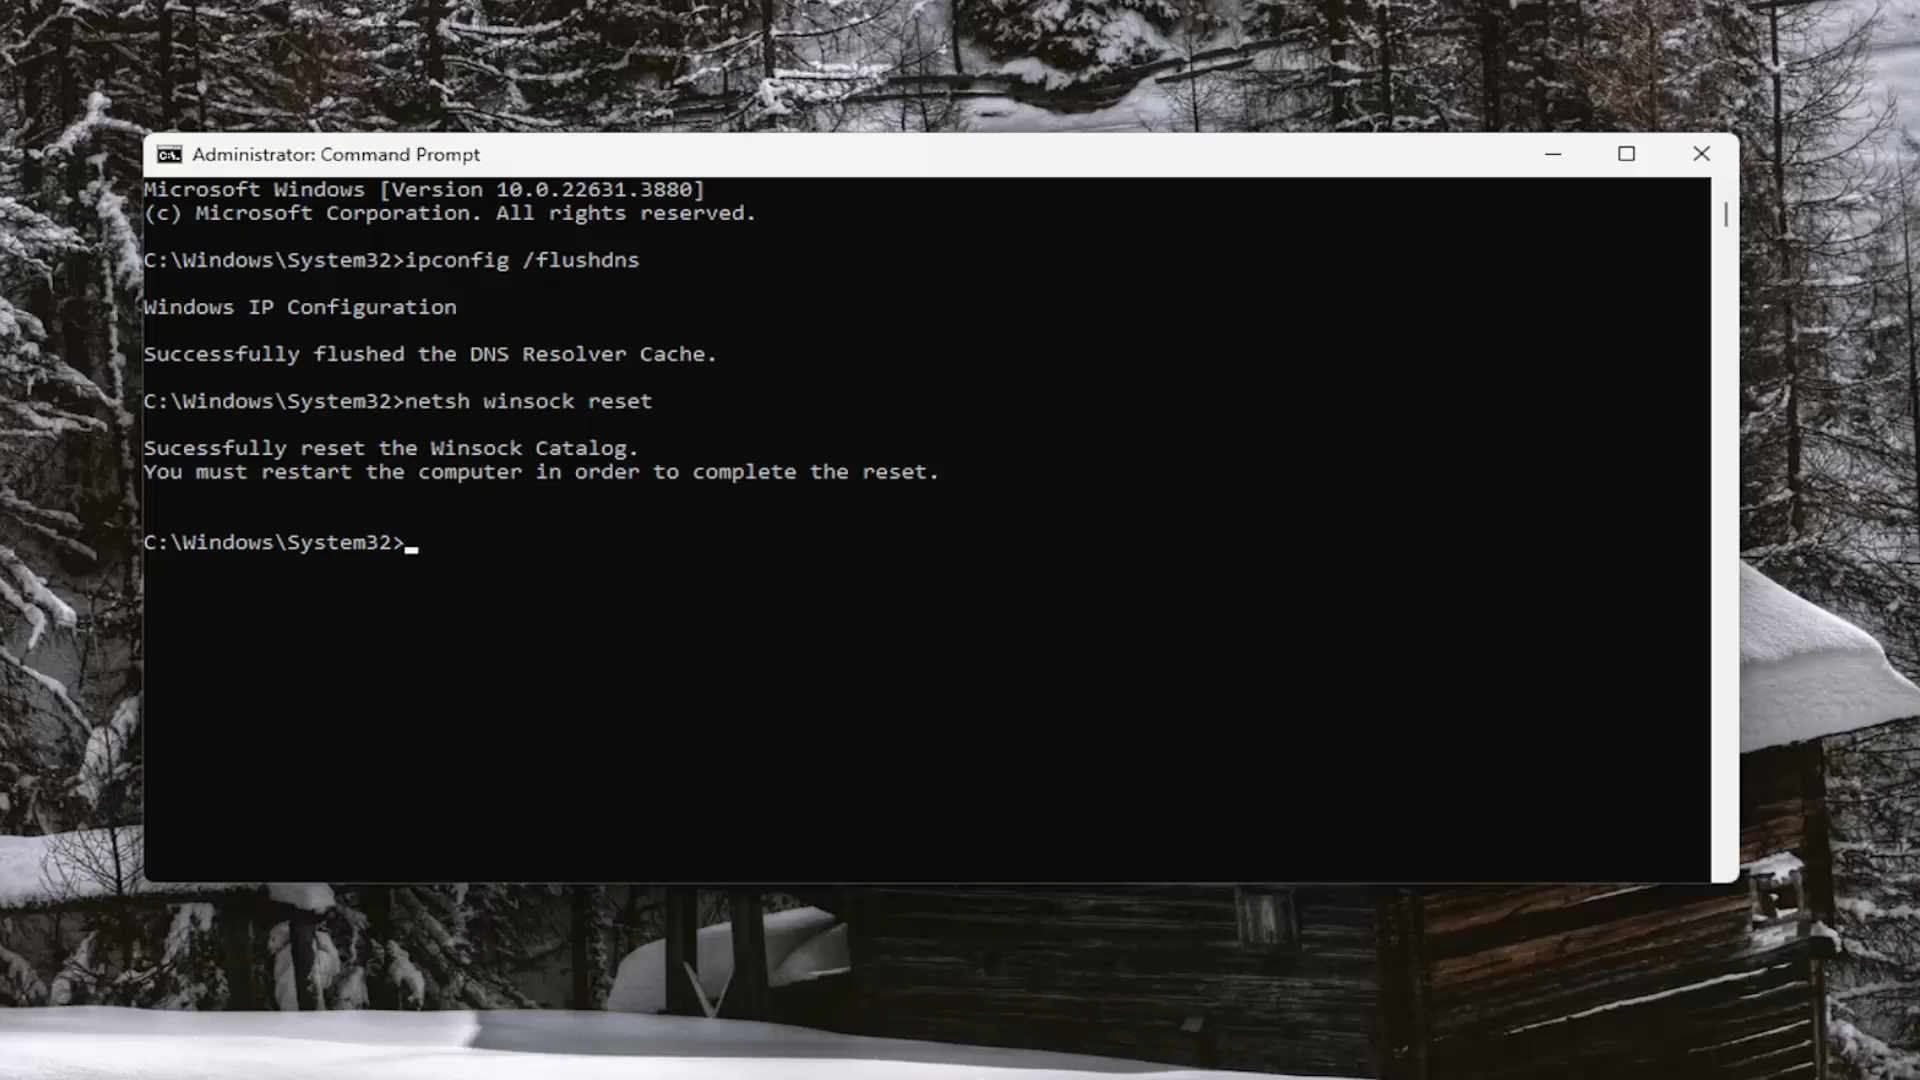 Administrator: Command Prompt
Microsoft Windows [Version 10.0.22631.3880]
(c) Microsoft Corporation. All rights reserved.
C:\Windows\System32>ipconfig /flushdns
Windows IP Configuration
Successfully flushed the DNS Resolver Cache.
C:\Windows\System32>netsh winsock reset
Sucessfully reset the Winsock Catalog.
You must restart the computer in order to complete the reset.
C:\Windows\System32>